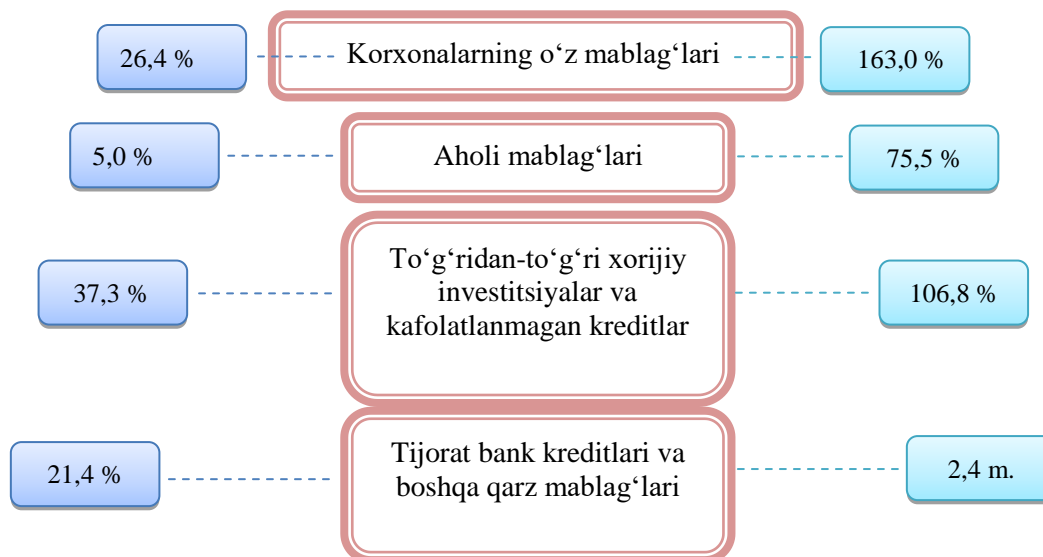 26,4 %
Korxonalarning o‘z mablag‘lari
163,0 %
5,0 %
Aholi mablag‘lari
75,5 %
37,3 %
To‘g‘ridan-to‘g‘ri xorijiy
investitsiyalar va
kafolatlanmagan kreditlar
106,8 %
21,4 %
Tijorat bank kreditlari va
boshqa qarz mablag‘lari
2,4 m.